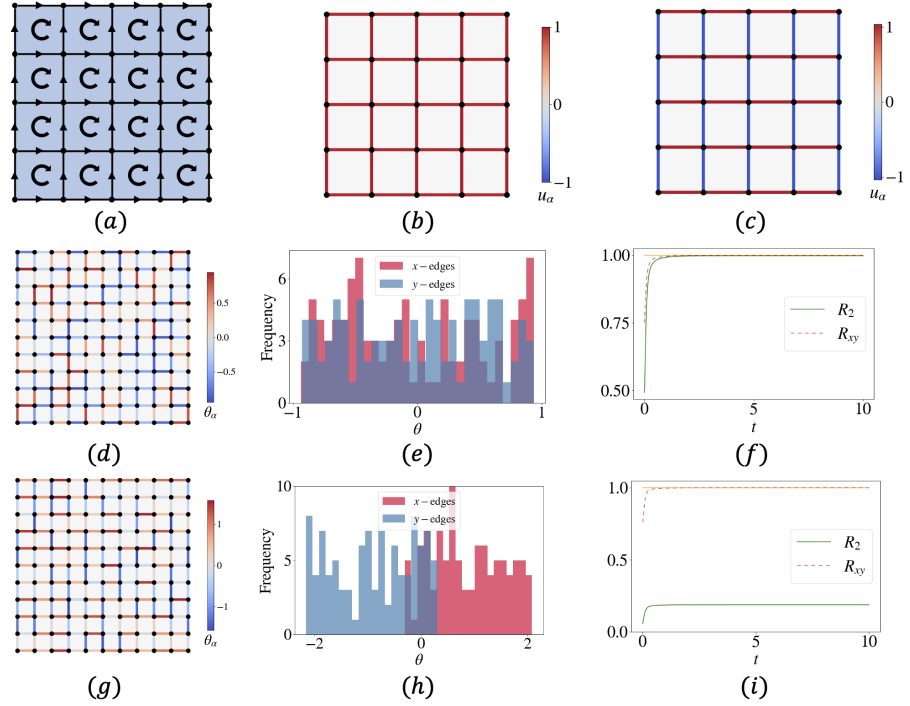 1
0
−1
u_α
1
0
−1
u_α
(a)
(b)
(c)
0.5
0.0
−0.5
θ_α
(d)
Frequency
6
3
0
x − edges
y − edges
−1
0
1
θ
(e)
1.00
0.75
0.50
R_2
R_xy
0
5
10
t
(f)
1
0
−1
θ_α
(g)
Frequency
10
5
0
x − edges
y − edges
−2
0
2
θ
(h)
1.0
0.5
0.0
R_2
R_xy
0
5
10
t
(i)